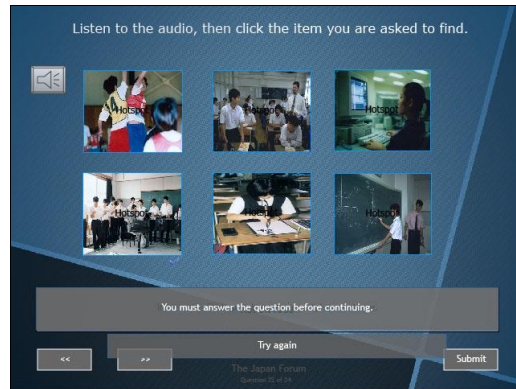 Listen to the audio, then click the item you are asked to find.
Hotspot
Hotspot
Hotspot
Hotspot
Hotspot
Hotspot
You must answer the question before continuing.
Try again
<<
>>
Submit
The Japan Forum